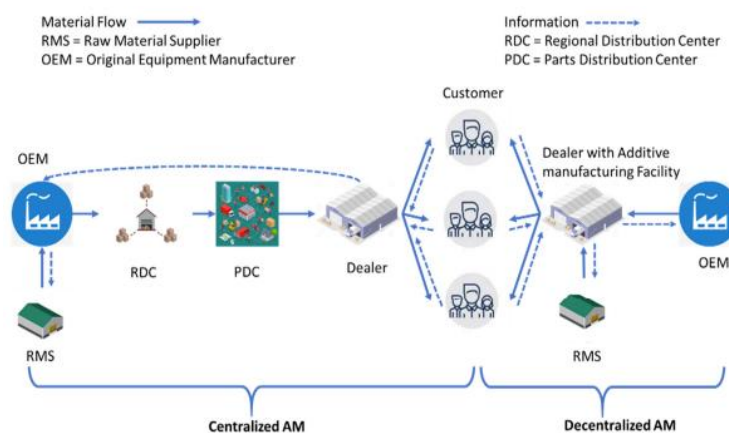 Material Flow
RMS = Raw Material Supplier
OEM = Original Equipment Manufacturer
Information
RDC = Regional Distribution Center
PDC = Parts Distribution Center
Customer
OEM
Dealer with Additive
manufacturing Facility
RDC
PDC
Dealer
OEM
RMS
RMS
Centralized AM
Decentralized AM